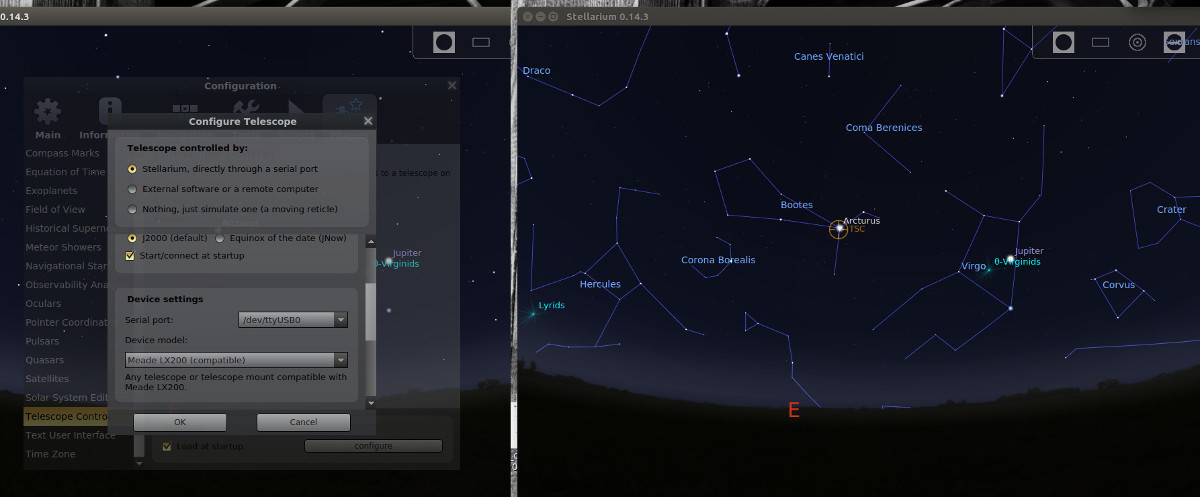 0.14.3
Configuration
Main
Configure Telescope
Telescope controlled by:
Stellarium, directly through a serial port
External software or a remote computer
Nothing, just simulate one (a moving reticle)
J2000 (default)
Equinox of the date (JNow)
Start/connect at startup
Device settings
Serial port:
/dev/ttyUSB0
Device model:
Meade LX200 (compatible)
Any telescope or telescope mount compatible with
Meade LX200.
OK
Cancel
Compass Marks
Equation of Time
Exoplanets
Field of View
Historical Supern
Meteor Showers
Navigational Star
Observability Ana
Oculars
Pointer Coordinat
Pulsars
Quasars
Satellites
Solar System Edit
Telescope Contro
Text User Interface
Time Zone
s to a telescope on
Load at startup
configure
Jupiter
θ-Virginids
Stellarium 0.14.3
Draco
Canes Venatici
Coma Berenices
Bootes
Arcturus
TSC
Crater
Corona Borealis
Jupiter
Virgo
θ-Virginids
Hercules
Corvus
Lyrids
E